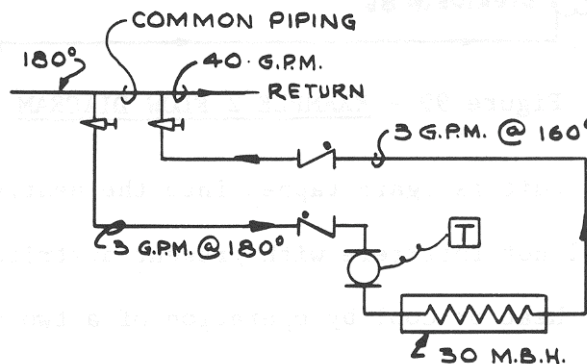 COMMON PIPING
180°
40 G.P.M.
RETURN
3 G.P.M. @ 160°
3 G.P.M. @ 180°
T
30 M.B.H.